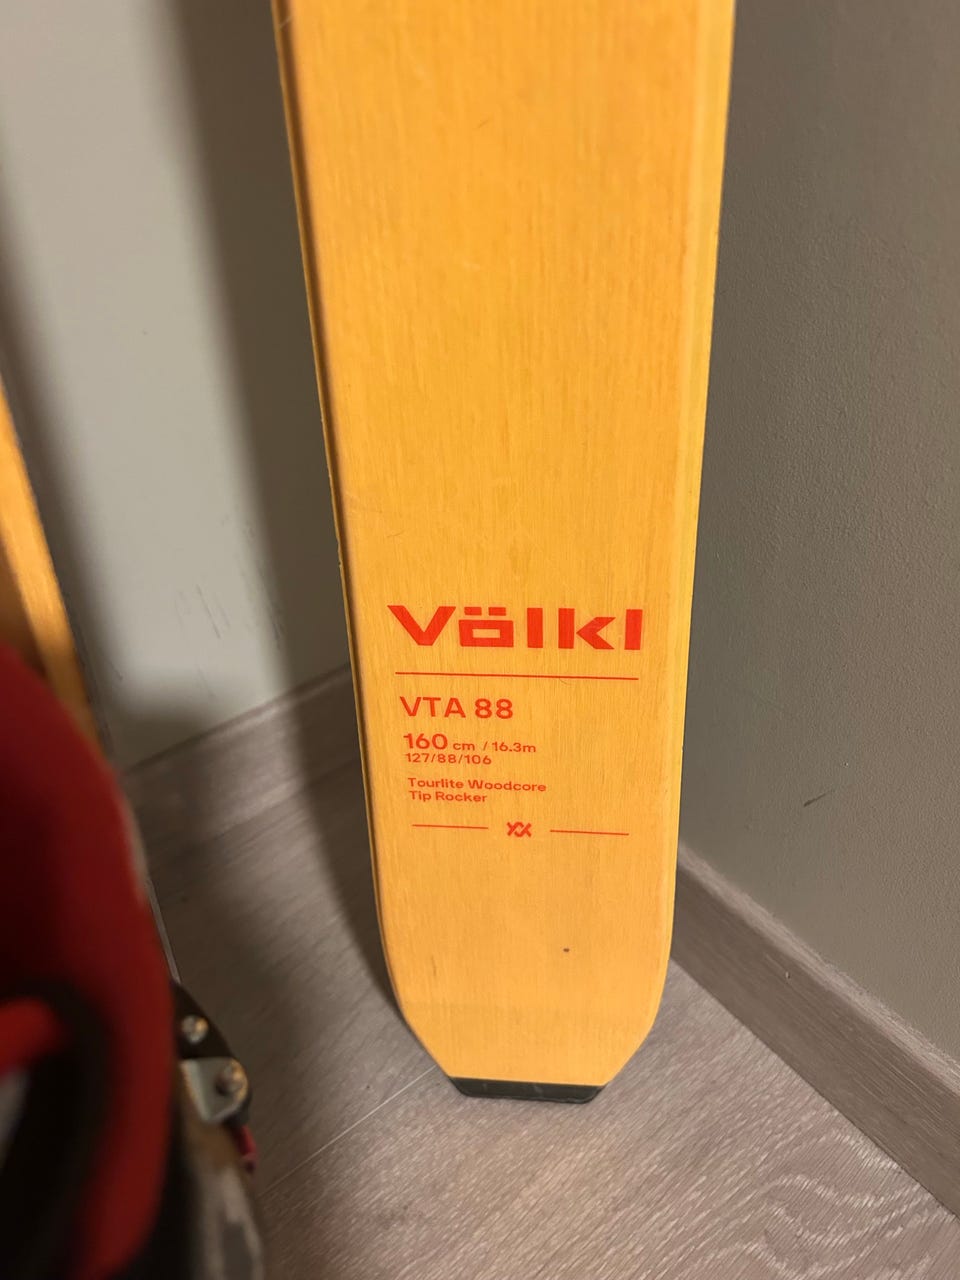 Völkl
VTA 88
160 cm / 16.3m
127/88/106
Tourlite Woodcore
Tip Rocker